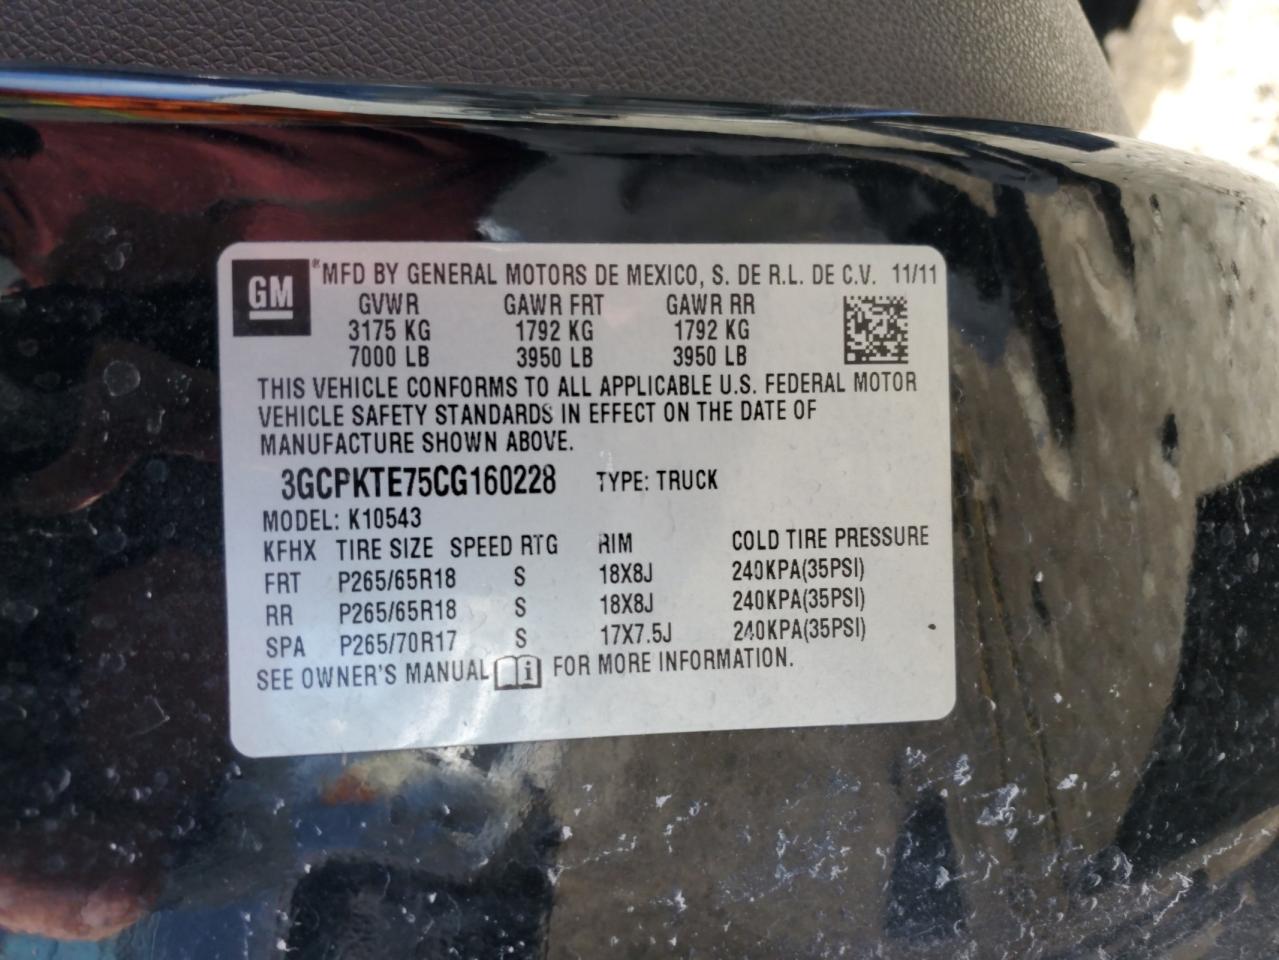 GM
® MFD BY GENERAL MOTORS DE MEXICO, S. DE R.L. DE C.V. 11/11
GVWR GAWR FRT GAWR RR
3175 KG 1792 KG 1792 KG
7000 LB 3950 LB 3950 LB
THIS VEHICLE CONFORMS TO ALL APPLICABLE U.S. FEDERAL MOTOR
VEHICLE SAFETY STANDARDS IN EFFECT ON THE DATE OF
MANUFACTURE SHOWN ABOVE.
3GCPKTE75CG160228 TYPE: TRUCK
MODEL: K10543
KFHX TIRE SIZE SPEED RTG RIM COLD TIRE PRESSURE
FRT P265/65R18 S 18X8J 240KPA(35PSI)
RR P265/65R18 S 18X8J 240KPA(35PSI)
SPA P265/70R17 S 17X7.5J 240KPA(35PSI)
SEE OWNER'S MANUAL i FOR MORE INFORMATION.